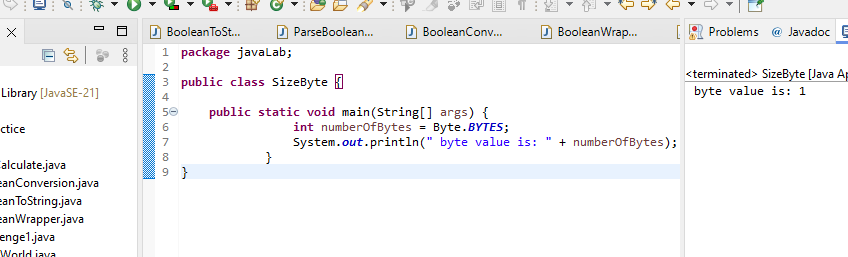 BooleanToSt... ParseBoolean... BooleanConv... BooleanWrap... Problems @ Javadoc
Library [JavaSE-21]
ctice
Calculate.java
eanConversion.java
eanToString.java
eanWrapper.java
enge1.java
World.java
1 package javaLab;
2
3 public class SizeByte {
4
5 public static void main(String[] args) {
6 int numberOfBytes = Byte.BYTES;
7 System.out.println(" byte value is: " + numberOfBytes);
8 }
9 }
<terminated> SizeByte [Java Ap
byte value is: 1